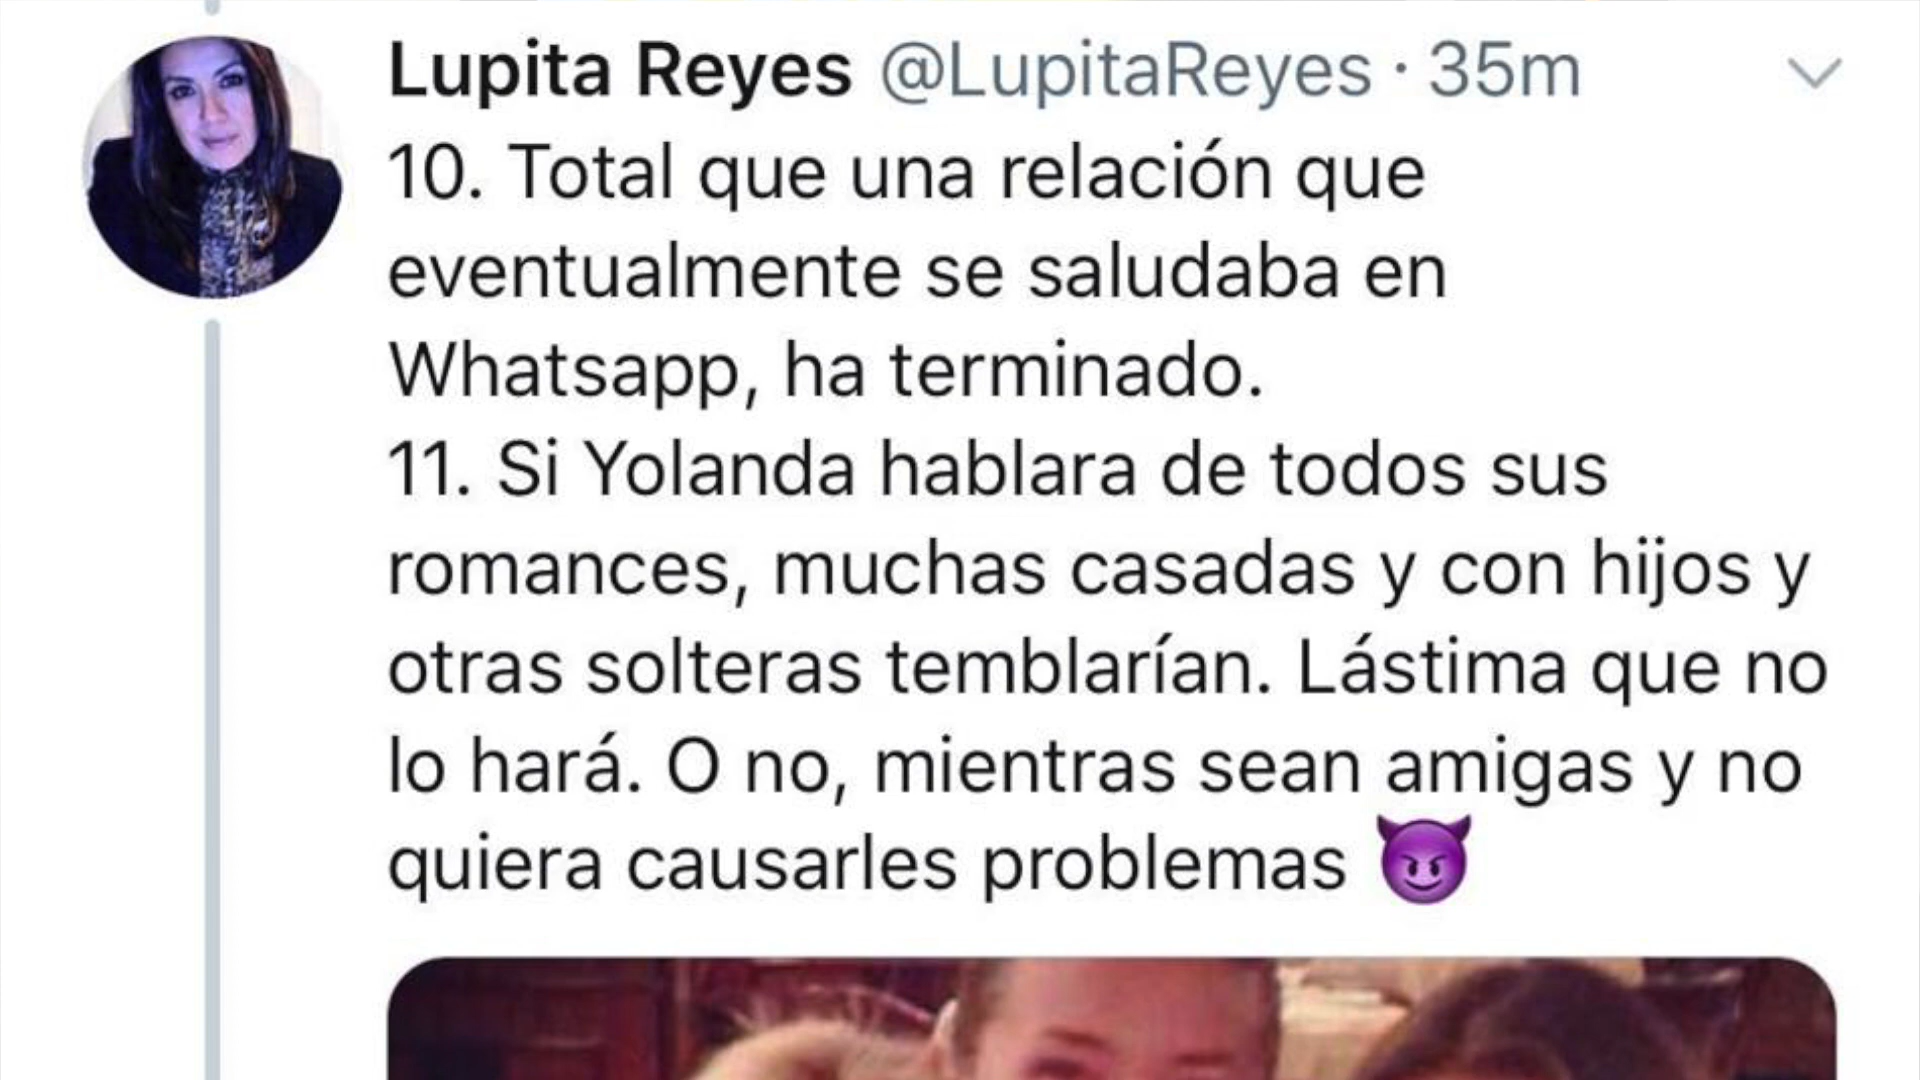 Lupita Reyes @LupitaReyes · 35m
10. Total que una relación que
eventualmente se saludaba en
Whatsapp, ha terminado.
11. Si Yolanda hablara de todos sus
romances, muchas casadas y con hijos y
otras solteras temblarían. Lástima que no
lo hará. O no, mientras sean amigas y no
quiera causarles problemas 😈